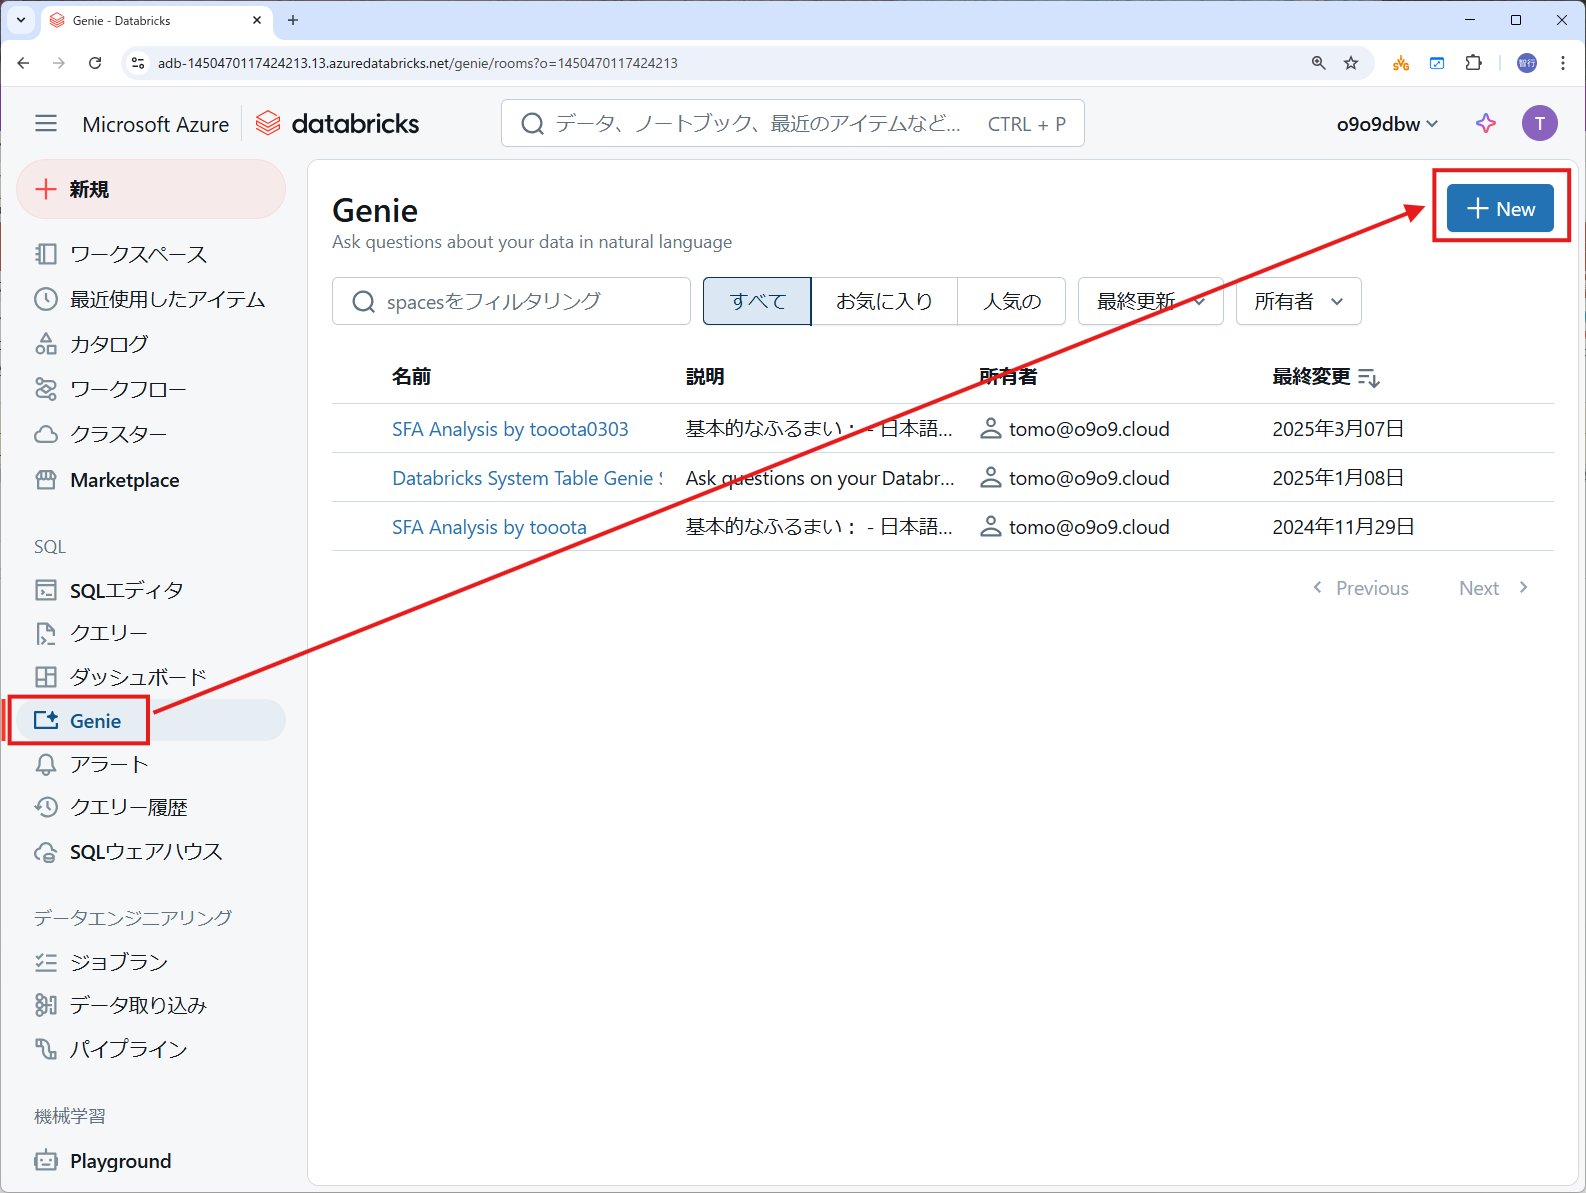 Genie - Databricks
adb-1450470117424213.13.azuredatabricks.net/genie/rooms?o=1450470117424213
SVG
智行
Microsoft Azure
databricks
データ、ノートブック、最近のアイテムなど...
CTRL + P
o9o9dbw
T
新規
ワークスペース
最近使用したアイテム
カタログ
ワークフロー
クラスター
Marketplace
SQL
SQLエディタ
クエリー
ダッシュボード
Genie
アラート
クエリー履歴
SQLウェアハウス
データエンジニアリング
ジョブラン
データ取り込み
パイプライン
機械学習
Playground
Genie
Ask questions about your data in natural language
New
spacesをフィルタリング
すべて
お気に入り
人気の
最終更新
所有者
名前 説明 所有者 最終変更
SFA Analysis by tooota0303 基本的なふるまい： - 日本語... tomo@o9o9.cloud 2025年3月07日
Databricks System Table Genie Ask questions on your Databr... tomo@o9o9.cloud 2025年1月08日
SFA Analysis by tooota 基本的なふるまい： - 日本語... tomo@o9o9.cloud 2024年11月29日
Previous
Next